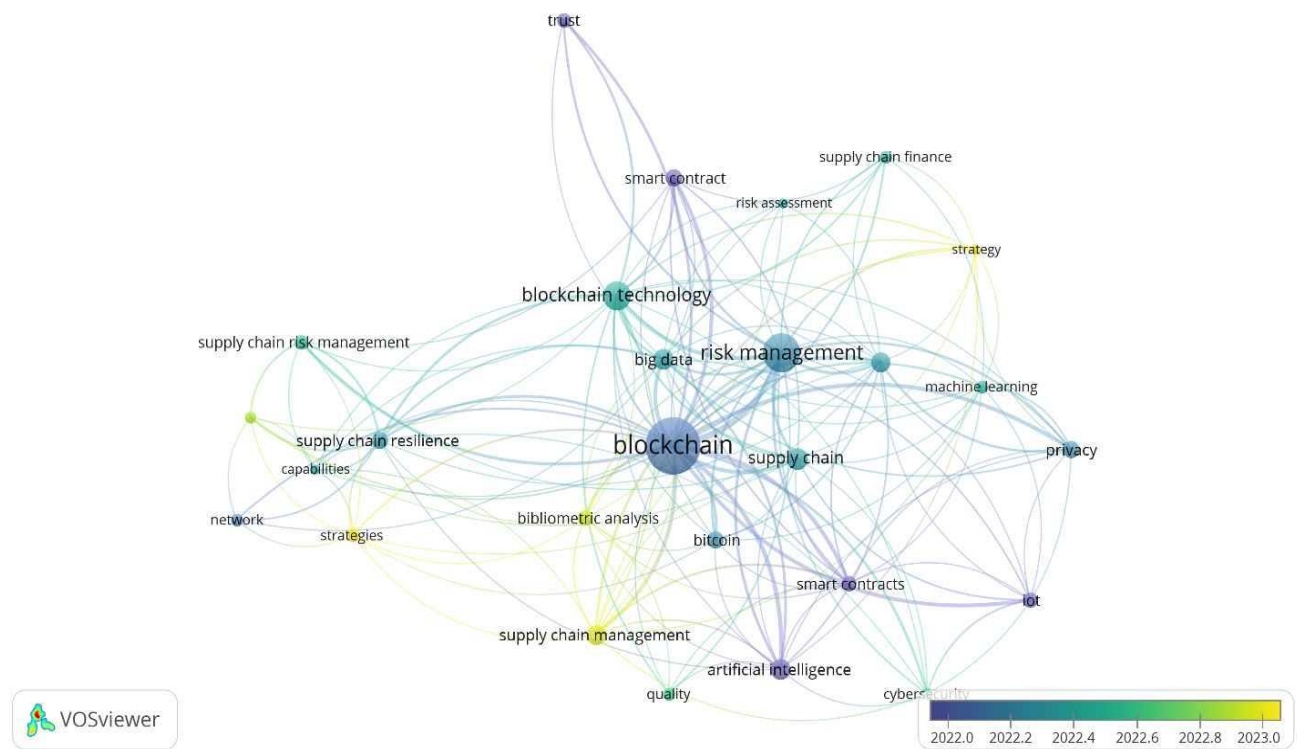 trust
supply chain finance
smart contract
risk assessment
strategy
blockchain technology
supply chain risk management
big data
risk management
machine learning
supply chain resilience
blockchain
privacy
capabilities
supply chain
network
strategies
bibliometric analysis
bitcoin
smart contracts
iot
supply chain management
artificial intelligence
quality
cybersecurity
VOSviewer
2022.0 2022.2 2022.4 2022.6 2022.8 2023.0